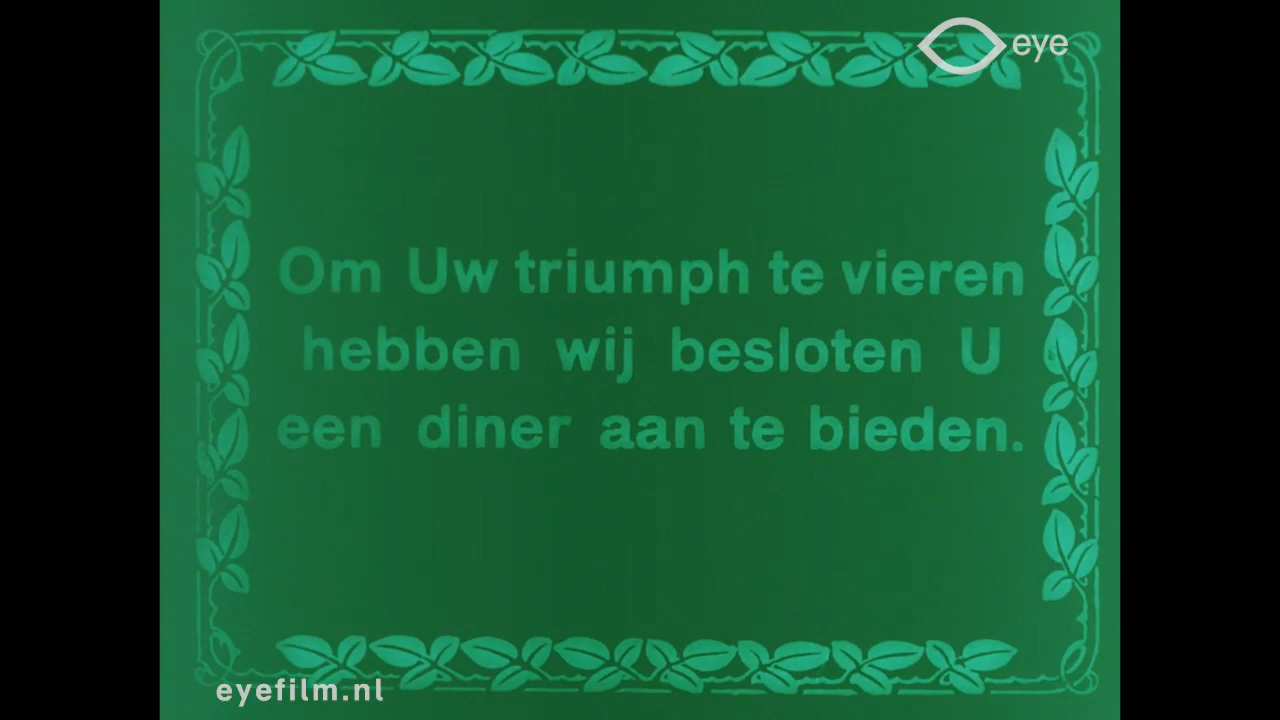 eye
Om Uw triumph te vieren
hebben wij besloten U
een diner aan te bieden.
eyefilm.nl